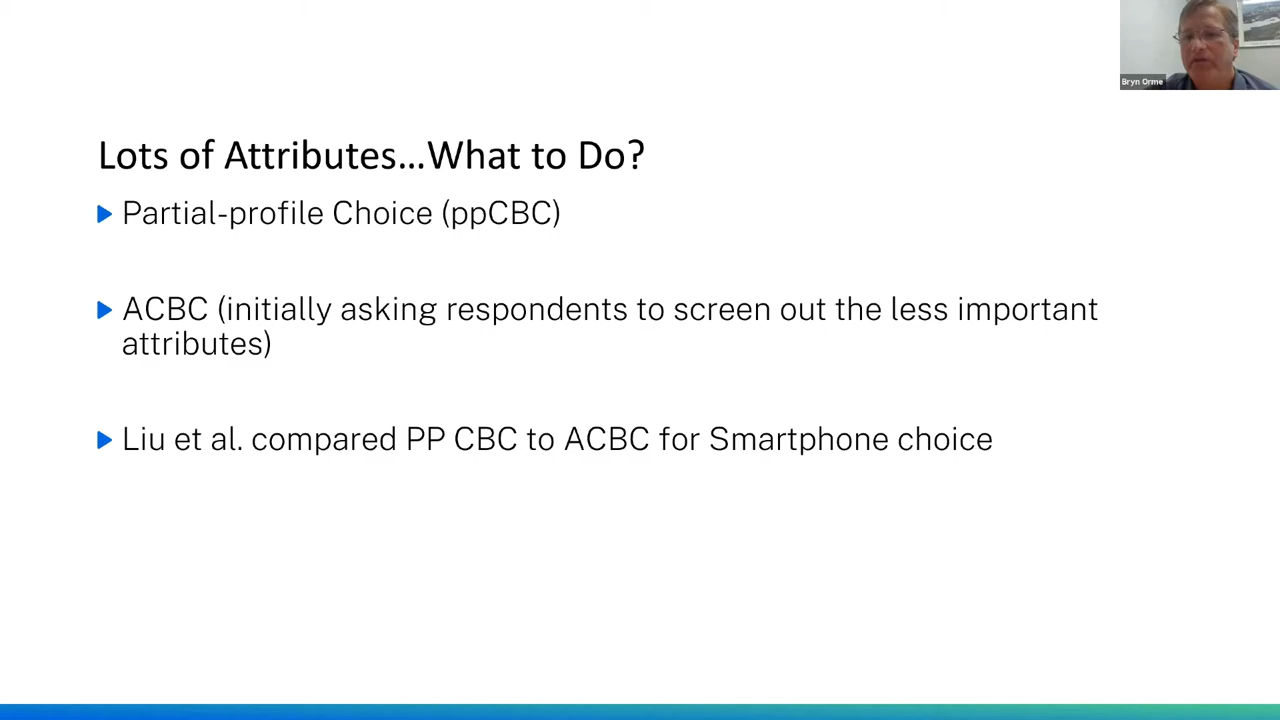 Bryn Orme
Lots of Attributes...What to Do?
Partial-profile Choice (ppCBC)
ACBC (initially asking respondents to screen out the less important
attributes)
Liu et al. compared PP CBC to ACBC for Smartphone choice